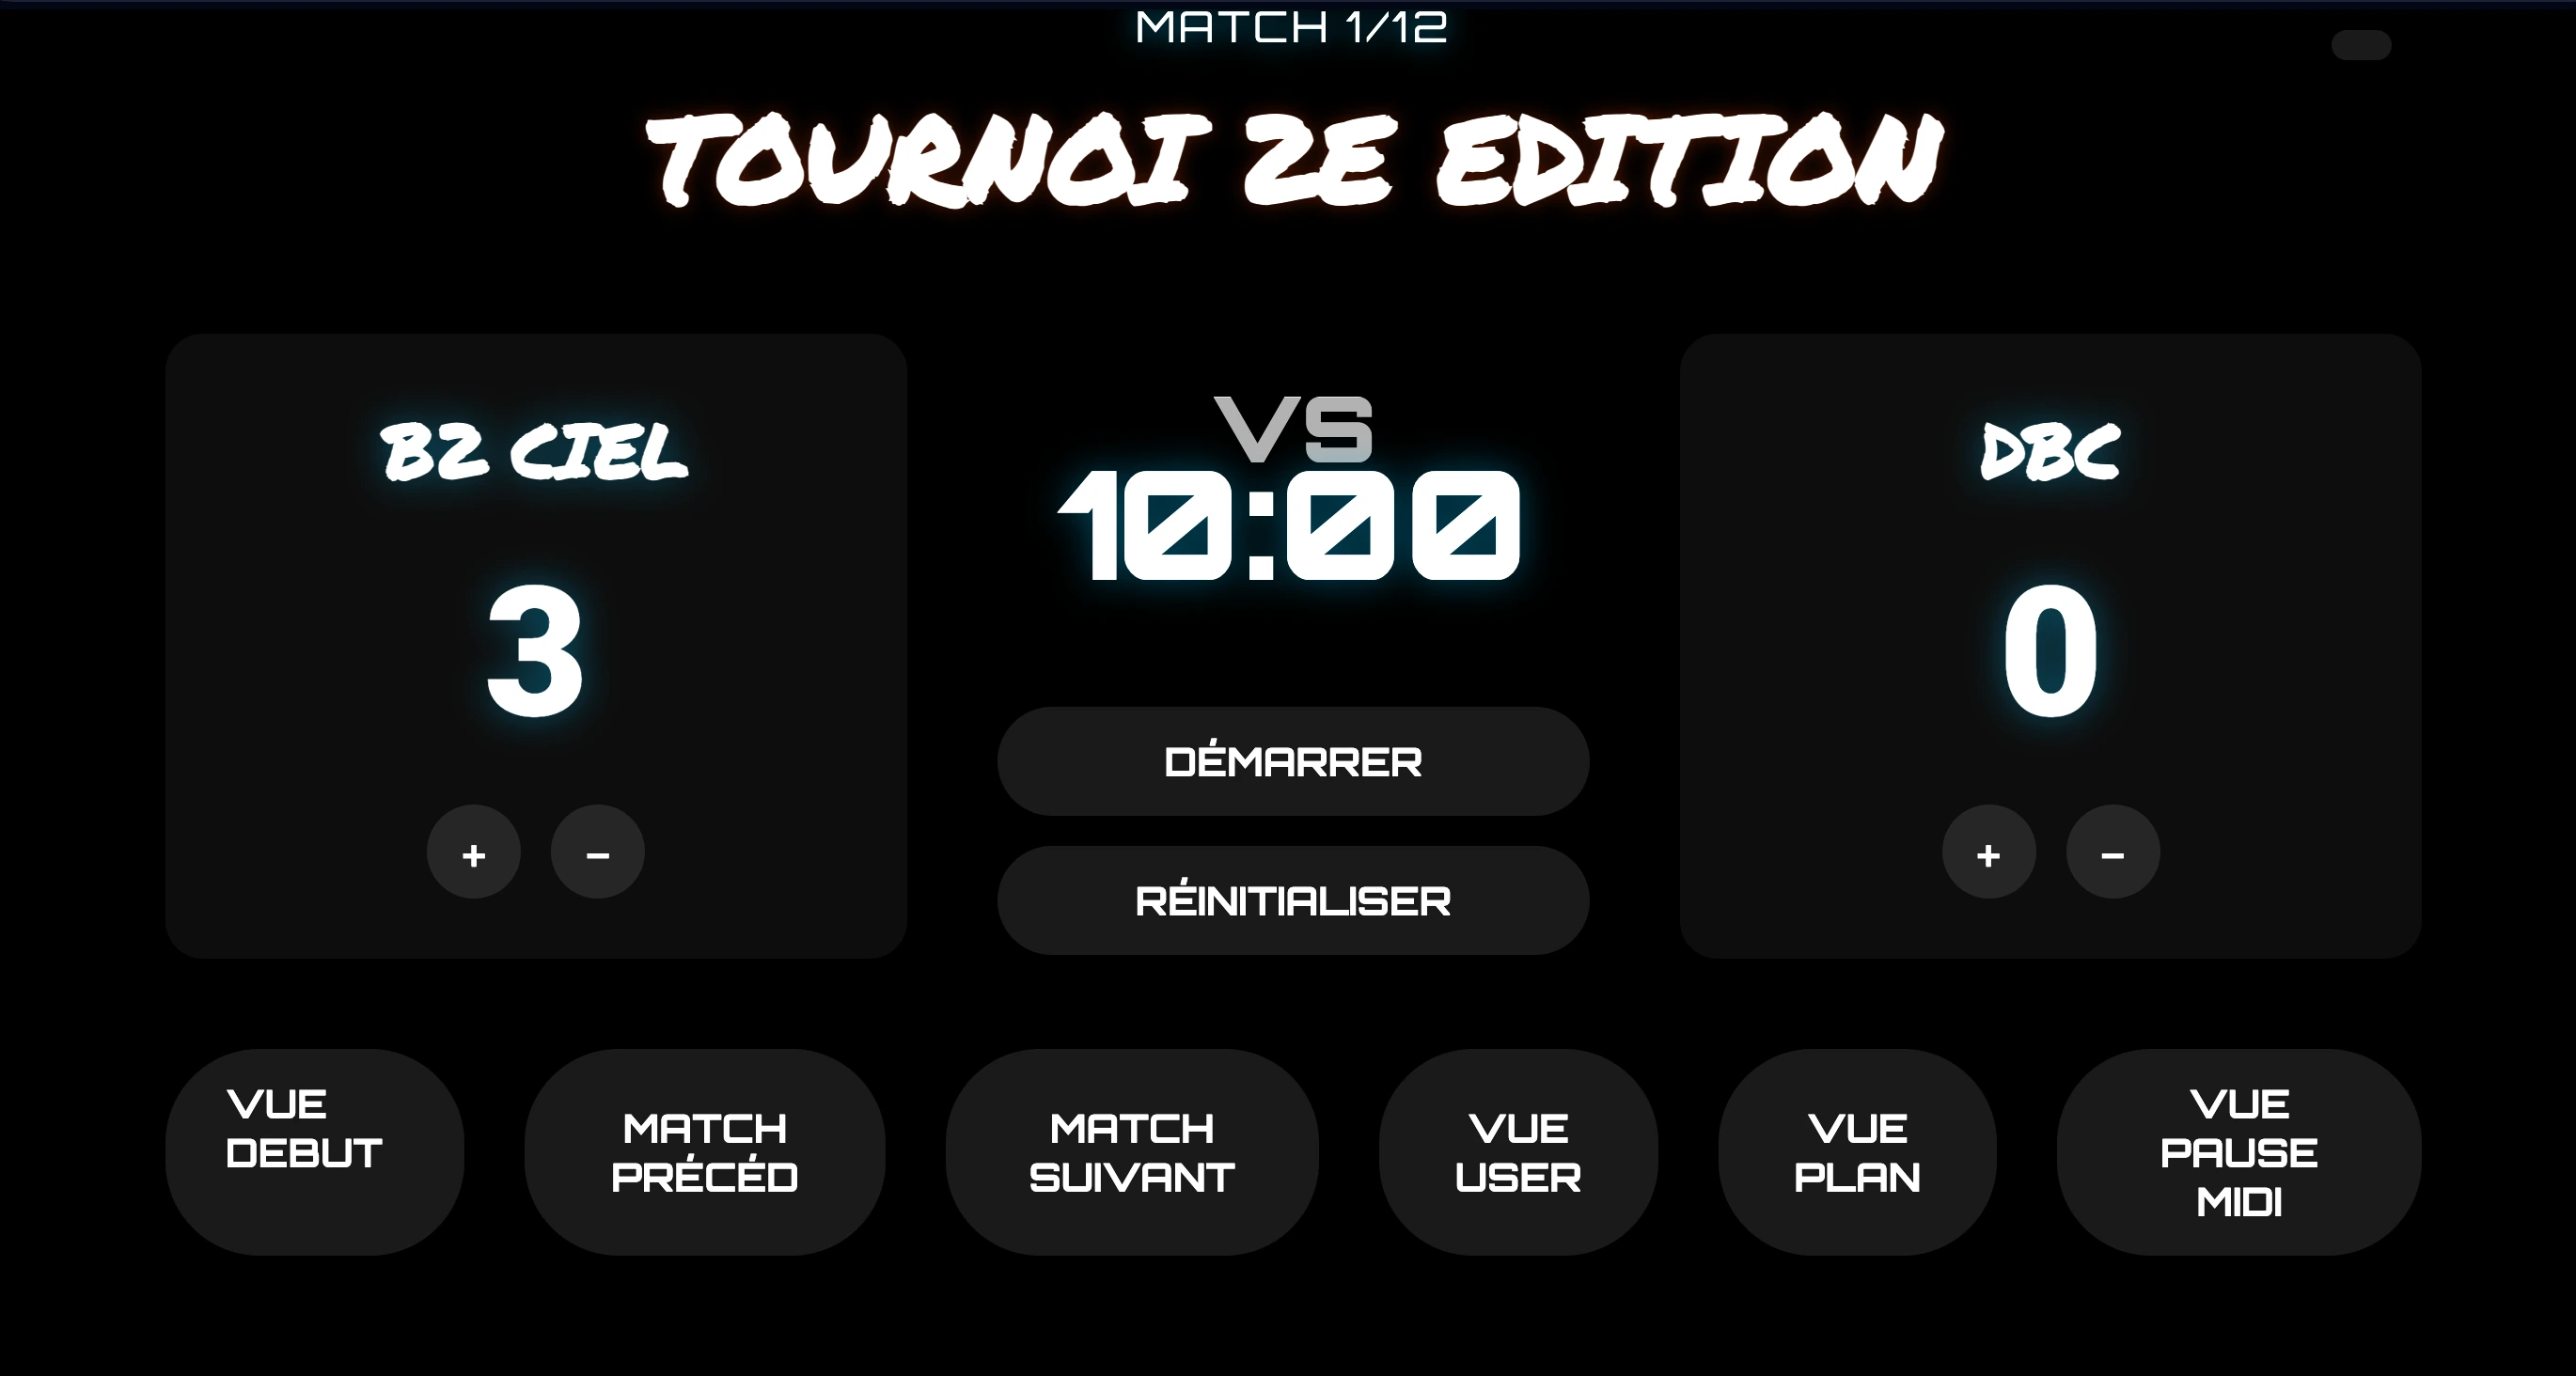 MATCH 1/12
TOURNOI 2E EDITION
B2 CIEL
3
+ −
VS
10:00
DÉMARRER
RÉINITIALISER
DBC
0
+ −
VUE
DEBUT
MATCH
PRÉCÉD
MATCH
SUIVANT
VUE
USER
VUE
PLAN
VUE
PAUSE
MIDI